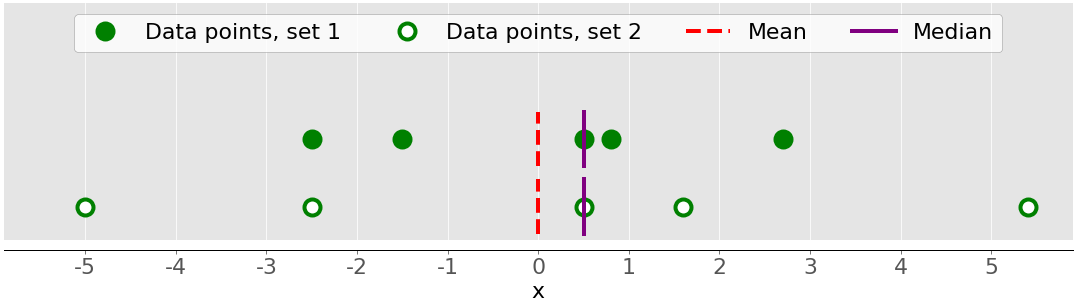 Data points, set 1 Data points, set 2 Mean Median
-5 -4 -3 -2 -1 0 1 2 3 4 5
x